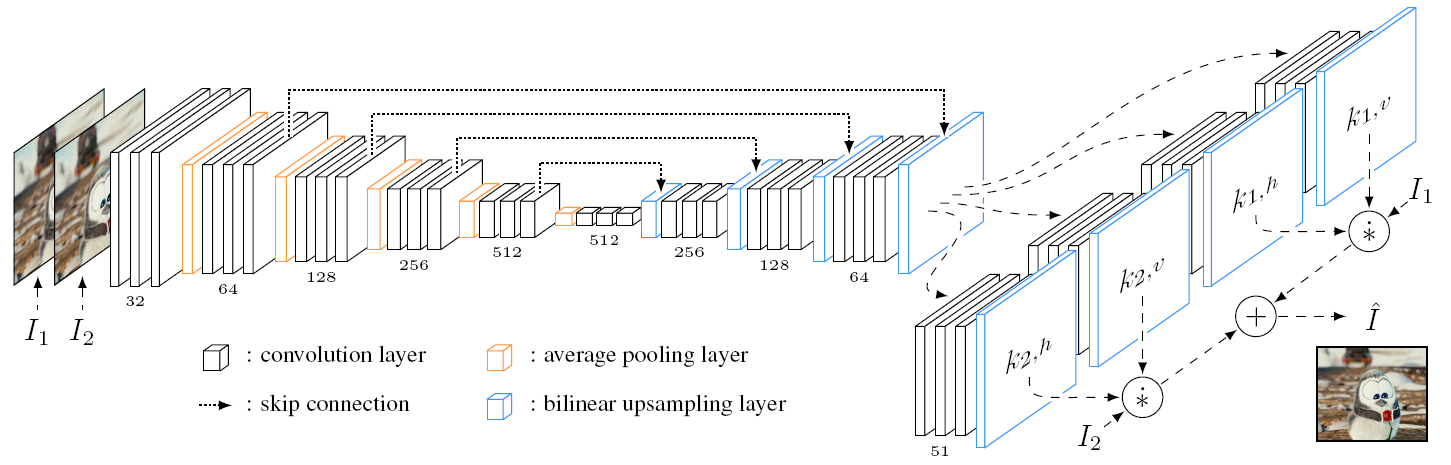 I₁ I₂
32
64
128
256
512
512
256
128
64
51
k₁,ᵥ
k₁,ₕ
k₂,ᵥ
k₂,ₕ
I₁
*
+
Î
*
I₂
: convolution layer
: average pooling layer
: skip connection
: bilinear upsampling layer